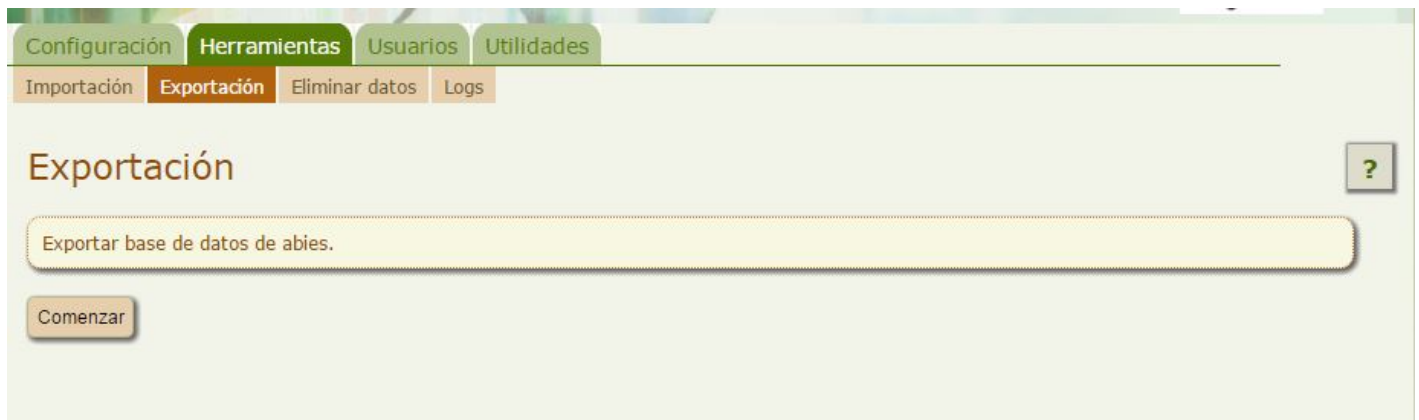 Configuración Herramientas Usuarios Utilidades
Importación Exportación Eliminar datos Logs
Exportación
?
Exportar base de datos de abies.
Comenzar